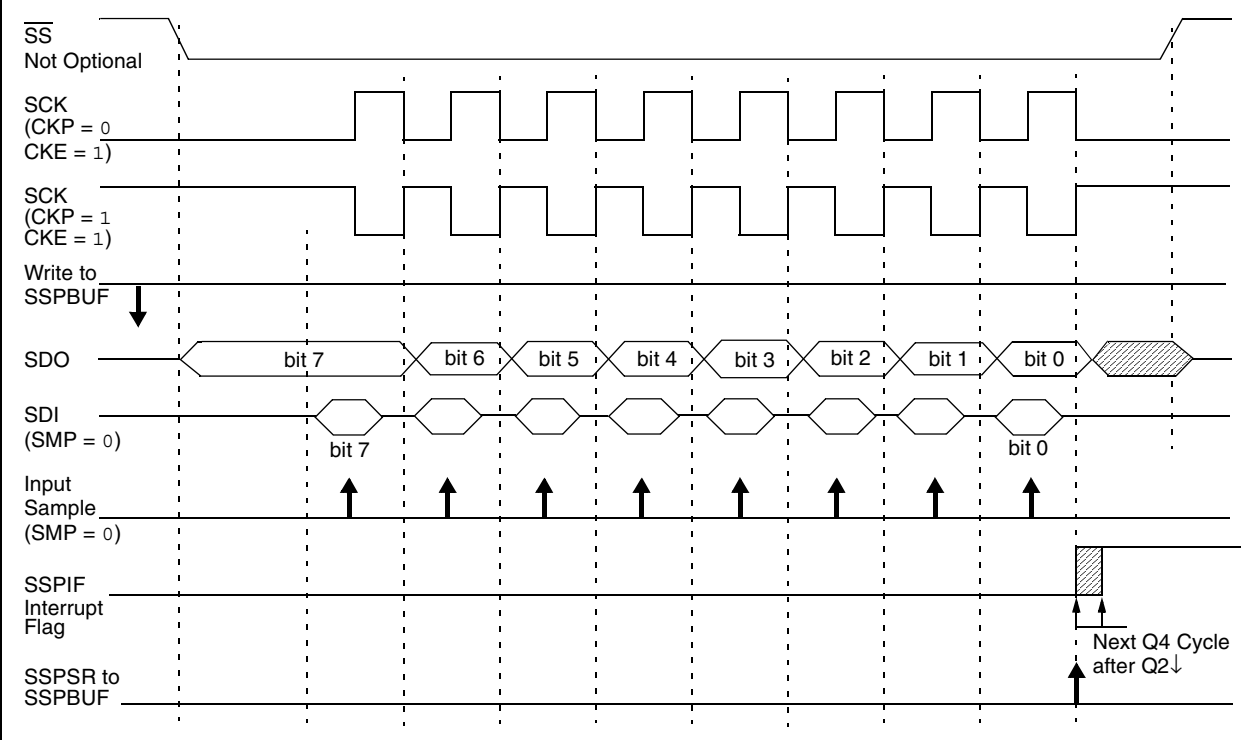 SS
Not Optional
SCK
(CKP = 0
CKE = 1)
SCK
(CKP = 1
CKE = 1)
Write to
SSPBUF
SDO
bit 7 bit 6 bit 5 bit 4 bit 3 bit 2 bit 1 bit 0
SDI
(SMP = 0)
bit 7 bit 0
Input
Sample
(SMP = 0)
SSPIF
Interrupt
Flag
Next Q4 Cycle
after Q2↓
SSPSR to
SSPBUF